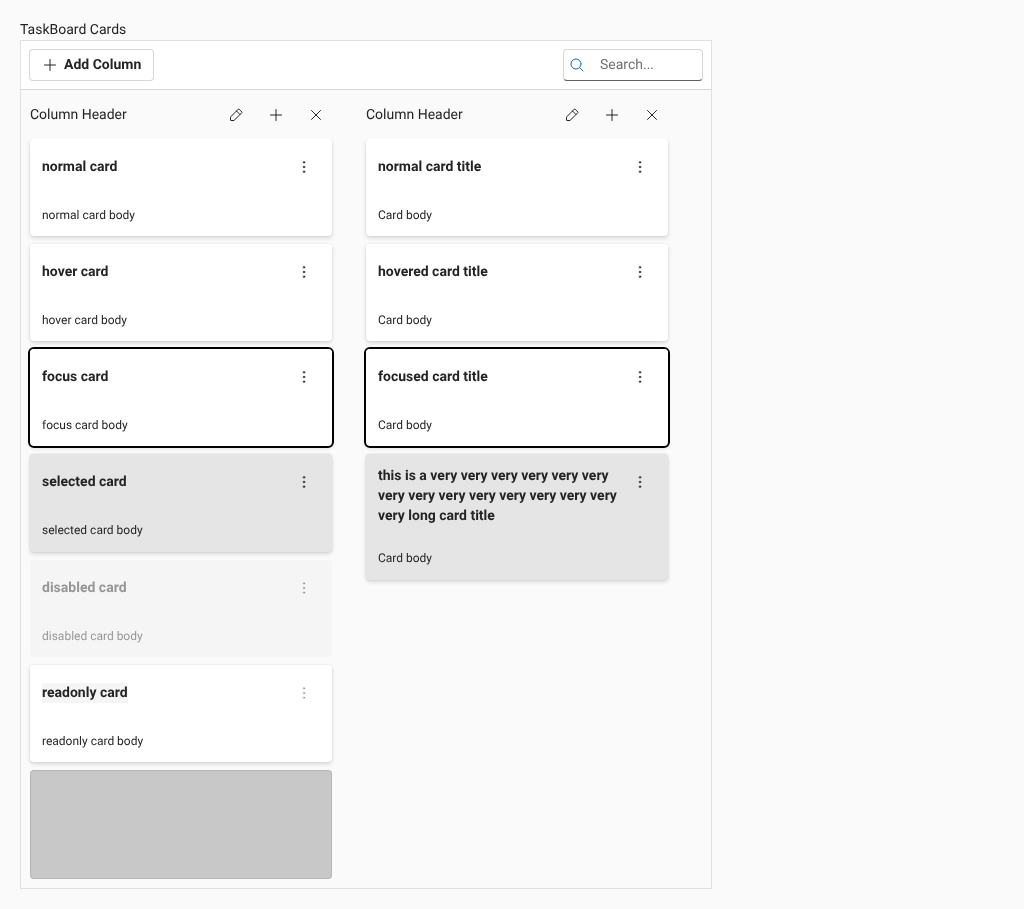 TaskBoard Cards
Add Column
Search...
Column Header
normal card
normal card body
hover card
hover card body
focus card
focus card body
selected card
selected card body
disabled card
disabled card body
readonly card
readonly card body
Column Header
normal card title
Card body
hovered card title
Card body
focused card title
Card body
this is a very very very very very very
very very very very very very very very
very long card title
Card body